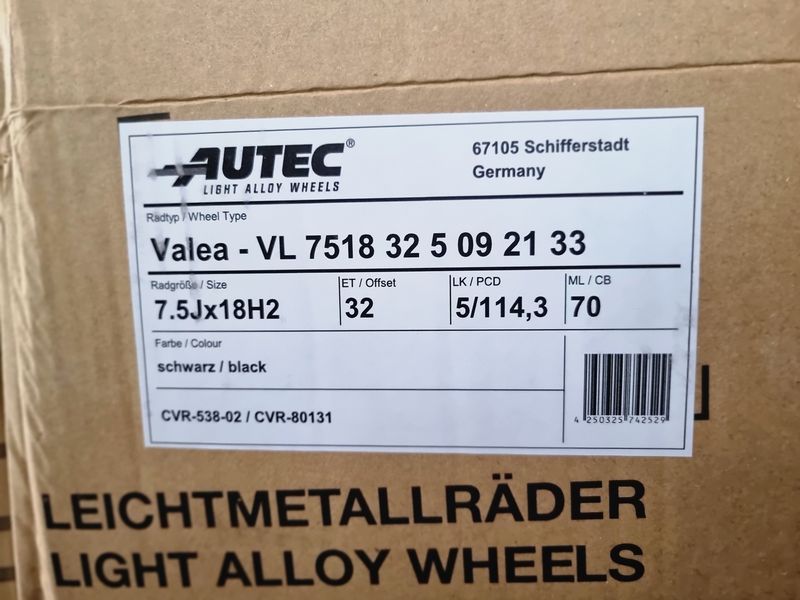 AUTEC®
LIGHT ALLOY WHEELS
67105 Schifferstadt
Germany
Radtyp / Wheel Type
Valea - VL 7518 32 5 09 21 33
Radgröße / Size
ET / Offset
LK / PCD
ML / CB
7.5Jx18H2
32
5/114,3
70
Farbe / Colour
schwarz / black
CVR-538-02 / CVR-80131
4 250325 742529
LEICHTMETALLRÄDER
LIGHT ALLOY WHEELS